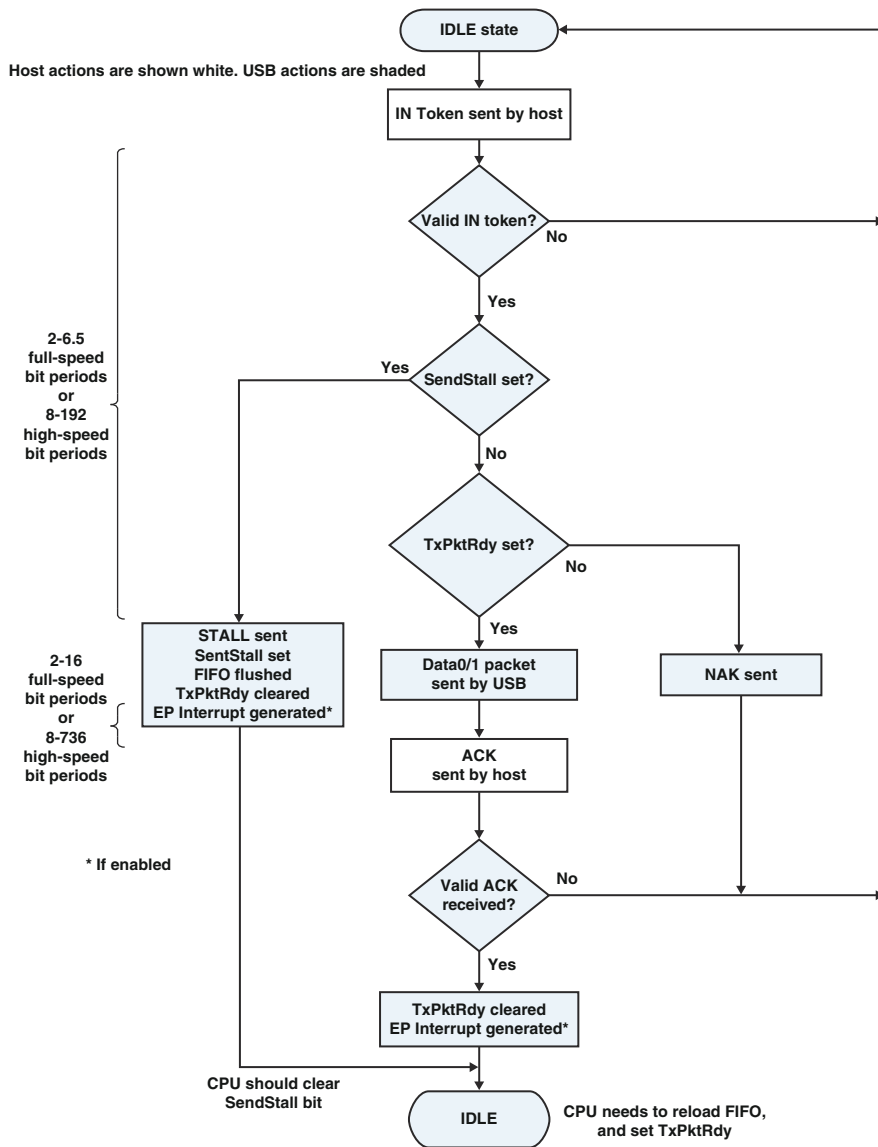 IDLE state
Host actions are shown white. USB actions are shaded
IN Token sent by host
Valid IN token?
No
Yes
2-6.5
full-speed
bit periods
or
8-192
high-speed
bit periods
Yes
SendStall set?
No
TxPktRdy set?
No
Yes
STALL sent
SentStall set
FIFO flushed
TxPktRdy cleared
EP Interrupt generated*
2-16
full-speed
bit periods
or
8-736
high-speed
bit periods
Data0/1 packet
sent by USB
NAK sent
ACK
sent by host
* If enabled
Valid ACK
received?
No
Yes
TxPktRdy cleared
EP Interrupt generated*
CPU should clear
SendStall bit
IDLE
CPU needs to reload FIFO,
and set TxPktRdy